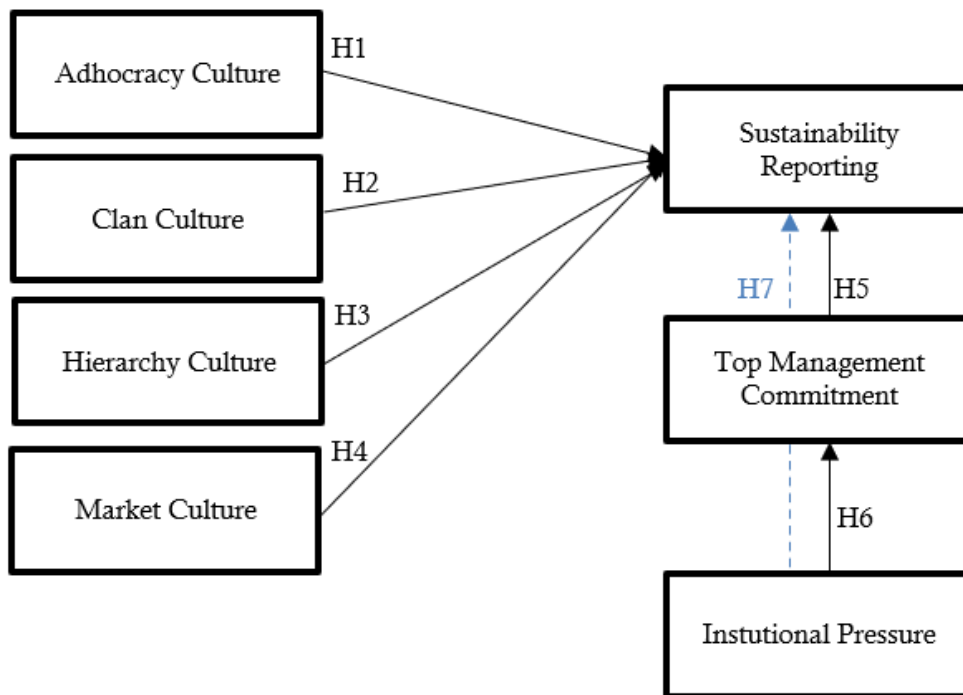 Adhocracy Culture
H1
Clan Culture
H2
Hierarchy Culture
H3
Market Culture
H4
Sustainability
Reporting
H7
H5
Top Management
Commitment
H6
Instutional Pressure